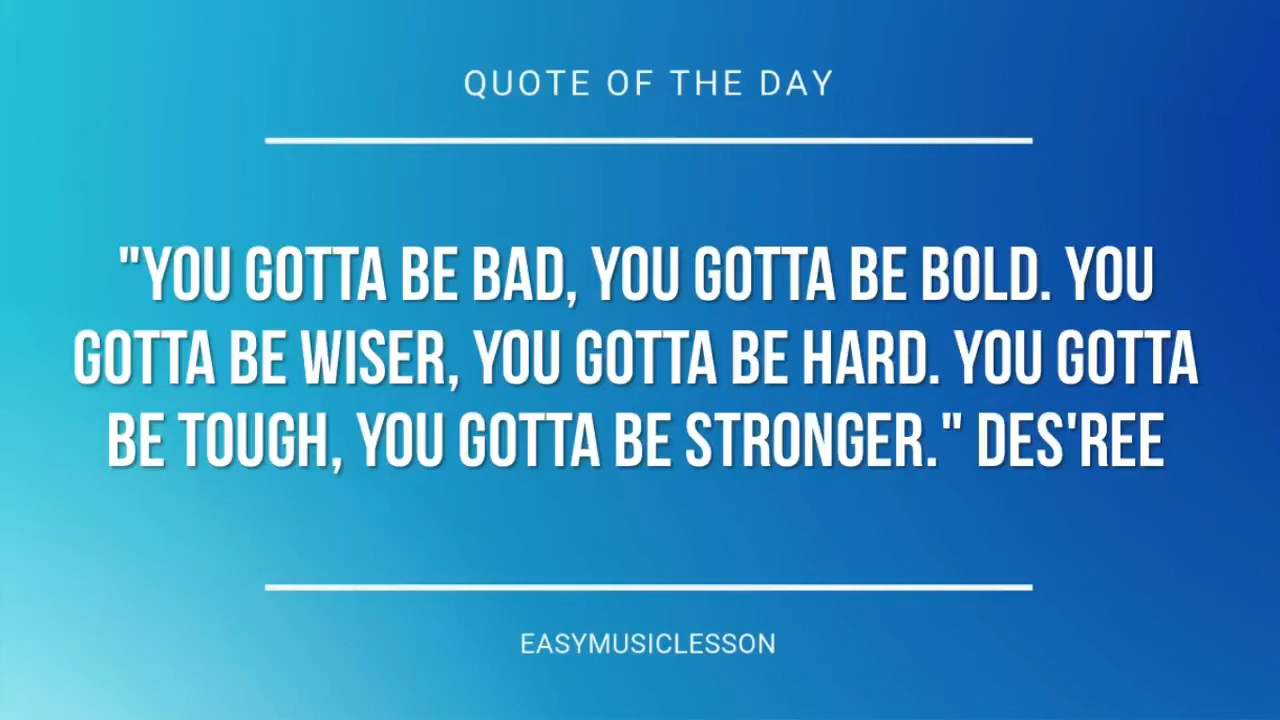 QUOTE OF THE DAY
"YOU GOTTA BE BAD, YOU GOTTA BE BOLD. YOU
GOTTA BE WISER, YOU GOTTA BE HARD. YOU GOTTA
BE TOUGH, YOU GOTTA BE STRONGER." DES'REE
EASYMUSICLESSON